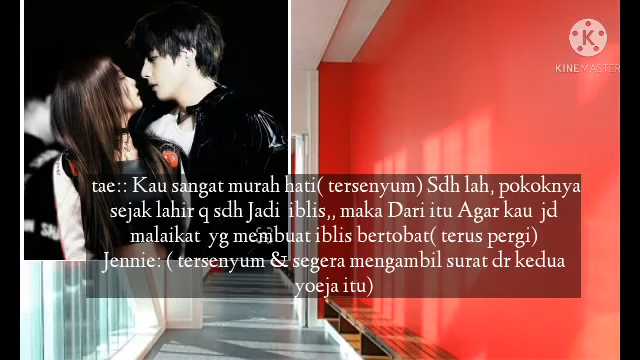 KINEMASTER
tae:: Kau sangat murah hati( tersenyum) Sdh lah, pokoknya
sejak lahir q sdh Jadi iblis,, maka Dari itu Agar kau jd
malaikat yg membuat iblis bertobat( terus pergi)
Jennie: ( tersenyum & segera mengambil surat dr kedua
yoeja itu)